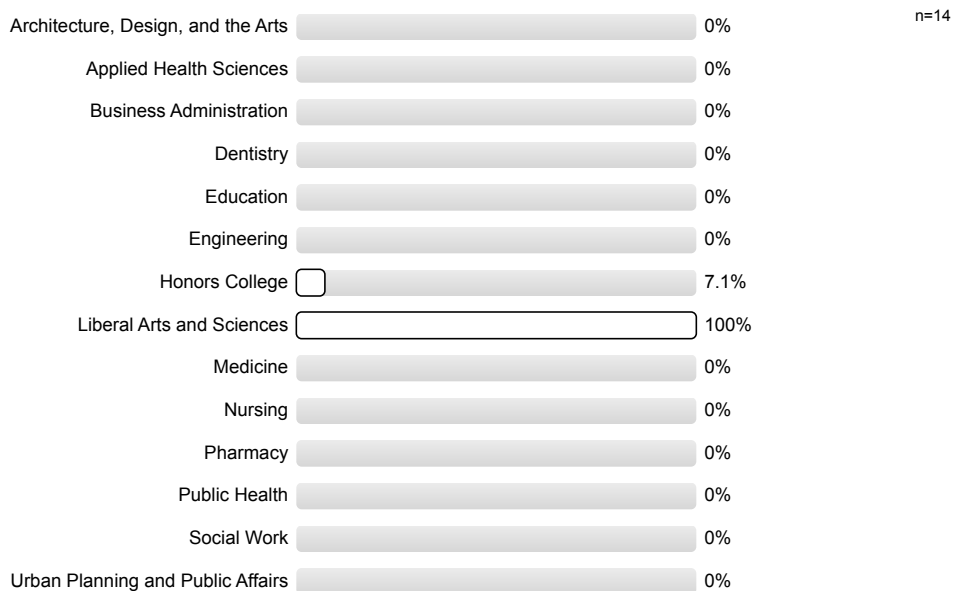 n=14
Architecture, Design, and the Arts 0%
Applied Health Sciences 0%
Business Administration 0%
Dentistry 0%
Education 0%
Engineering 0%
Honors College 7.1%
Liberal Arts and Sciences 100%
Medicine 0%
Nursing 0%
Pharmacy 0%
Public Health 0%
Social Work 0%
Urban Planning and Public Affairs 0%